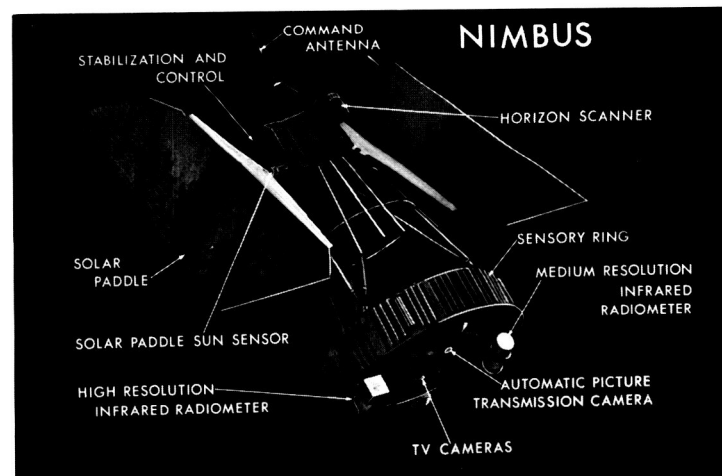 NIMBUS
COMMAND
ANTENNA
STABILIZATION AND
CONTROL
HORIZON SCANNER
SENSORY RING
SOLAR
PADDLE
MEDIUM RESOLUTION
INFRARED
RADIOMETER
SOLAR PADDLE SUN SENSOR
HIGH RESOLUTION
INFRARED RADIOMETER
AUTOMATIC PICTURE
TRANSMISSION CAMERA
TV CAMERAS